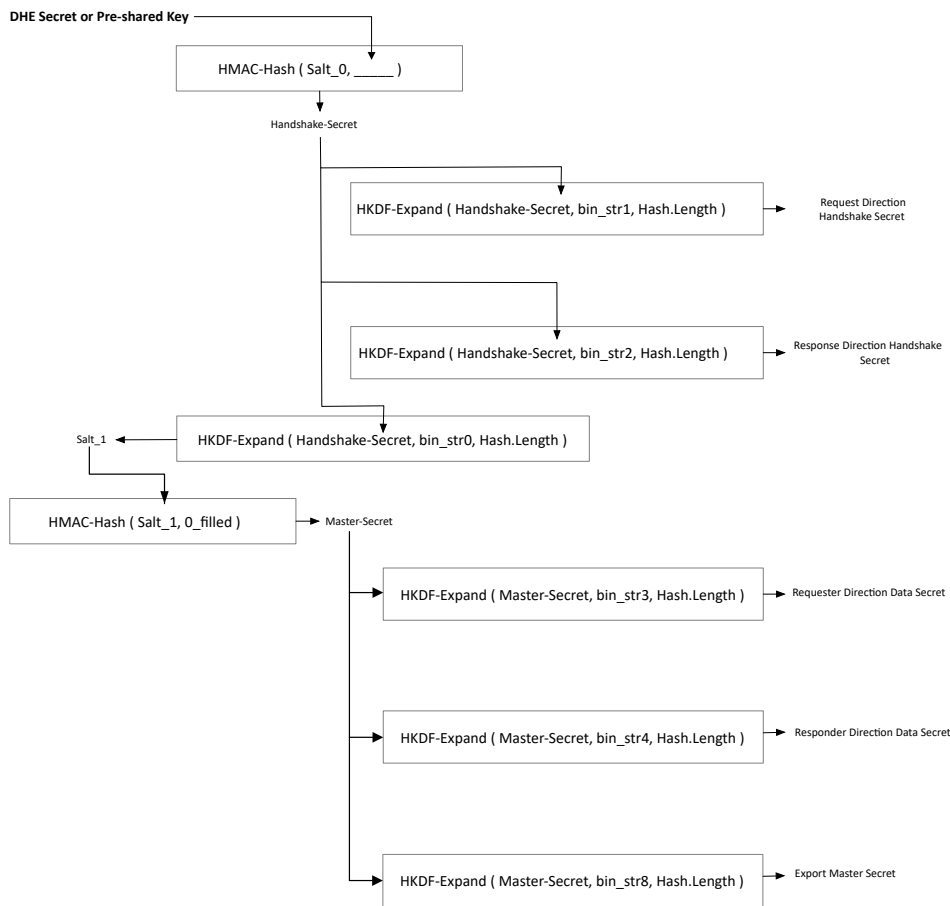 DHE Secret or Pre-shared Key
HMAC-Hash ( Salt_0, _____ )
Handshake-Secret
HKDF-Expand ( Handshake-Secret, bin_str1, Hash.Length )
Request Direction
Handshake Secret
HKDF-Expand ( Handshake-Secret, bin_str2, Hash.Length )
Response Direction Handshake
Secret
Salt_1
HKDF-Expand ( Handshake-Secret, bin_str0, Hash.Length )
HMAC-Hash ( Salt_1, 0_filled )
Master-Secret
HKDF-Expand ( Master-Secret, bin_str3, Hash.Length )
Requester Direction Data Secret
HKDF-Expand ( Master-Secret, bin_str4, Hash.Length )
Responder Direction Data Secret
HKDF-Expand ( Master-Secret, bin_str8, Hash.Length )
Export Master Secret